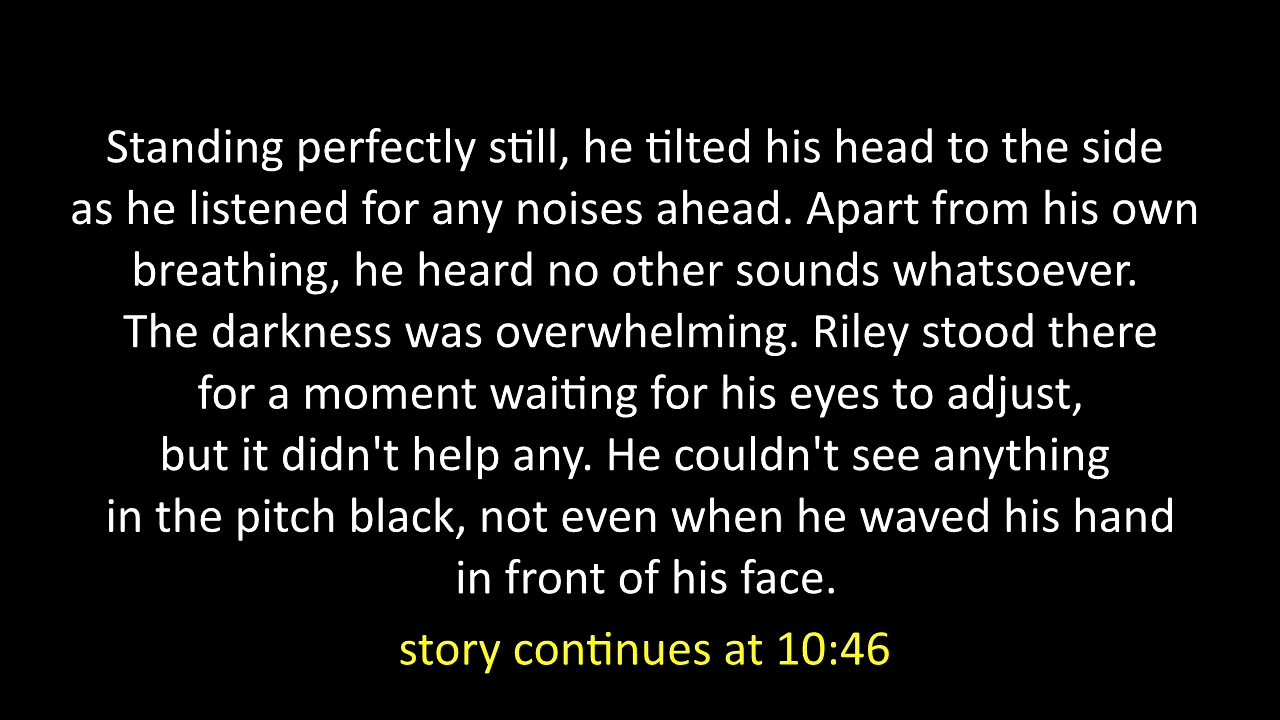 Standing perfectly still, he tilted his head to the side
as he listened for any noises ahead. Apart from his own
breathing, he heard no other sounds whatsoever.
The darkness was overwhelming. Riley stood there
for a moment waiting for his eyes to adjust,
but it didn't help any. He couldn't see anything
in the pitch black, not even when he waved his hand
in front of his face.
story continues at 10:46